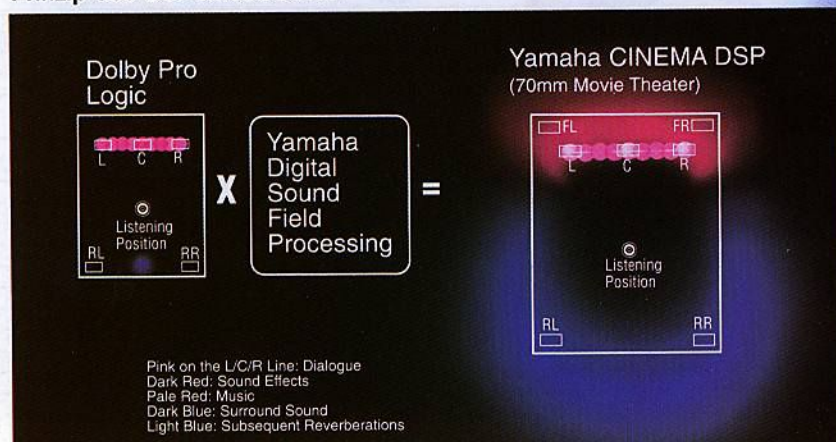 Dolby Pro
Logic
L C R
Listening
Position
RL RR
X
Yamaha
Digital
Sound
Field
Processing
=
Yamaha CINEMA DSP
(70mm Movie Theater)
FL FR
L C R
Listening
Position
RL RR
Pink on the L/C/R Line: Dialogue
Dark Red: Sound Effects
Pale Red: Music
Dark Blue: Surround Sound
Light Blue: Subsequent Reverberations